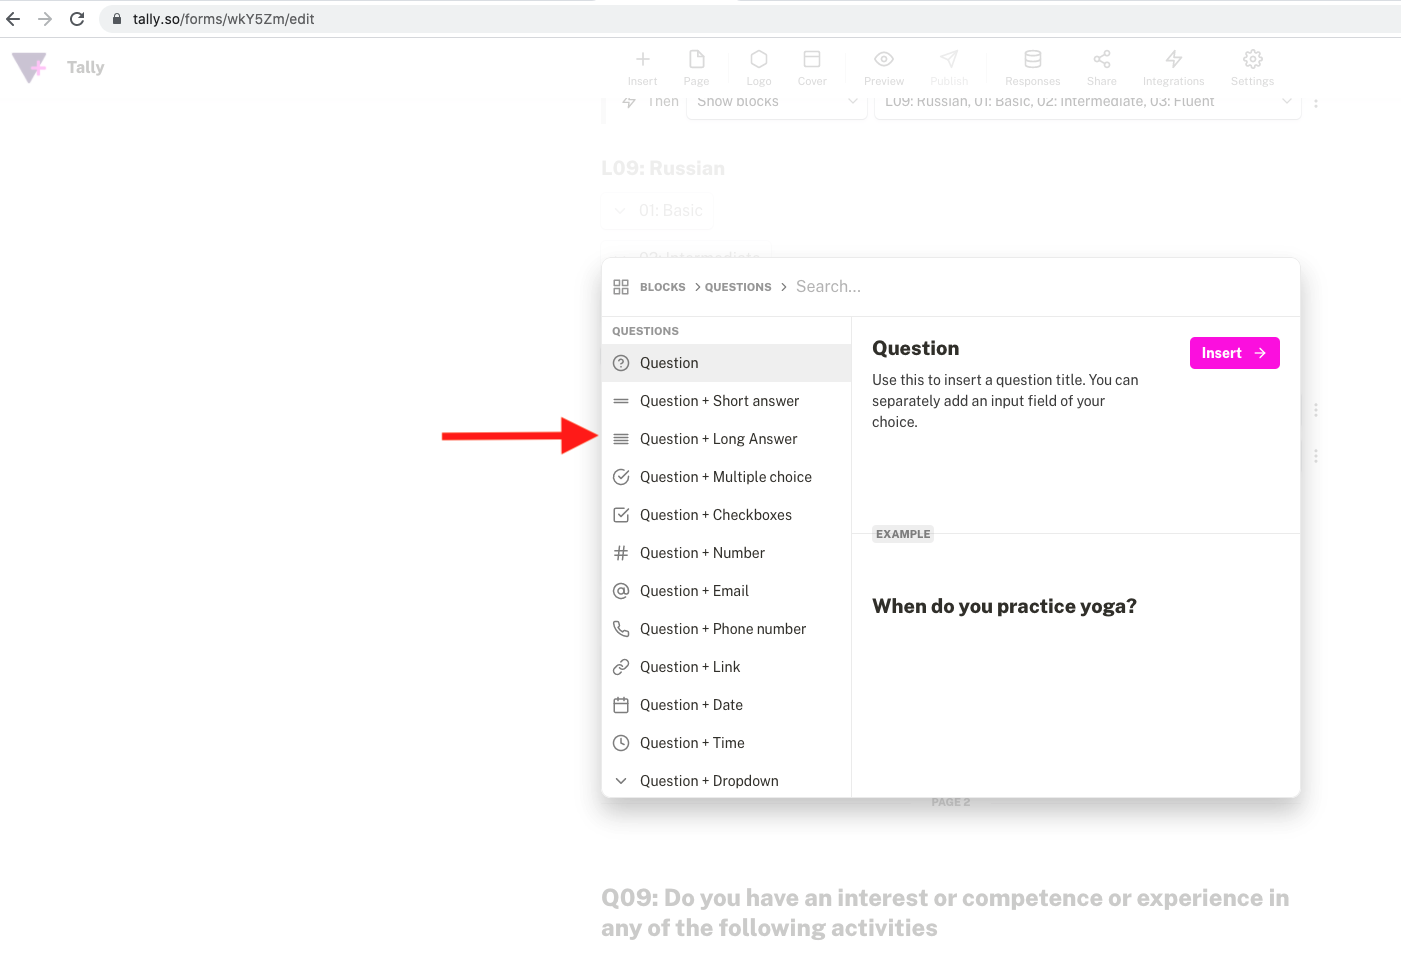 tally.so/forms/wkY5Zm/edit
Tally
Insert
Page
Logo
Cover
Preview
Publish
Responses
Share
Integrations
Settings
Then
Show blocks
L09: Russian, 01: Basic, 02: Intermediate, 03: Fluent
L09: Russian
01: Basic
02: Intermediate
BLOCKS > QUESTIONS > Search...
QUESTIONS
Question
Question + Short answer
Question + Long Answer
Question + Multiple choice
Question + Checkboxes
Question + Number
Question + Email
Question + Phone number
Question + Link
Question + Date
Question + Time
Question + Dropdown
Question
Insert →
Use this to insert a question title. You can
separately add an input field of your
choice.
EXAMPLE
When do you practice yoga?
PAGE 2
Q09: Do you have an interest or competence or experience in
any of the following activities